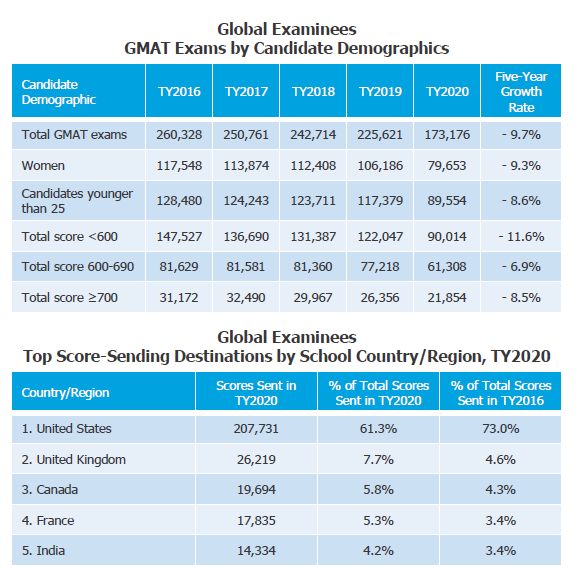 Global Examinees
GMAT Exams by Candidate Demographics
Candidate Demographic TY2016 TY2017 TY2018 TY2019 TY2020 Five-Year Growth Rate
Total GMAT exams 260,328 250,761 242,714 225,621 173,176 - 9.7%
Women 117,548 113,874 112,408 106,186 79,653 - 9.3%
Candidates younger than 25 128,480 124,243 123,711 117,379 89,554 - 8.6%
Total score <600 147,527 136,690 131,387 122,047 90,014 - 11.6%
Total score 600-690 81,629 81,581 81,360 77,218 61,308 - 6.9%
Total score ≥700 31,172 32,490 29,967 26,356 21,854 - 8.5%
Global Examinees
Top Score-Sending Destinations by School Country/Region, TY2020
Country/Region Scores Sent in TY2020 % of Total Scores Sent in TY2020 % of Total Scores Sent in TY2016
1. United States 207,731 61.3% 73.0%
2. United Kingdom 26,219 7.7% 4.6%
3. Canada 19,694 5.8% 4.3%
4. France 17,835 5.3% 3.4%
5. India 14,334 4.2% 3.4%